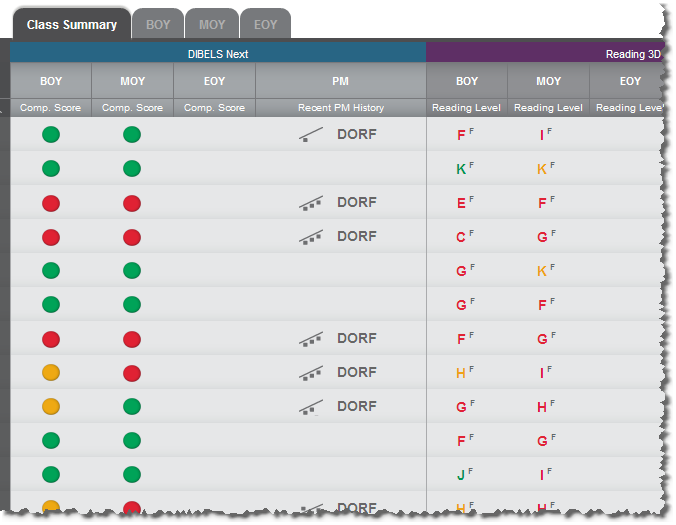 Class Summary BOY MOY EOY
DIBELS Next Reading 3D
BOY MOY EOY PM BOY MOY EOY
Comp. Score Comp. Score Comp. Score Recent PM History Reading Level Reading Level Reading Level
DORF F F I F
K F K F
DORF E F F F
DORF C F G F
G F K F
G F F F
DORF F F G F
DORF H F I F
DORF G F H F
F F G F
J F I F
DORF H F H F